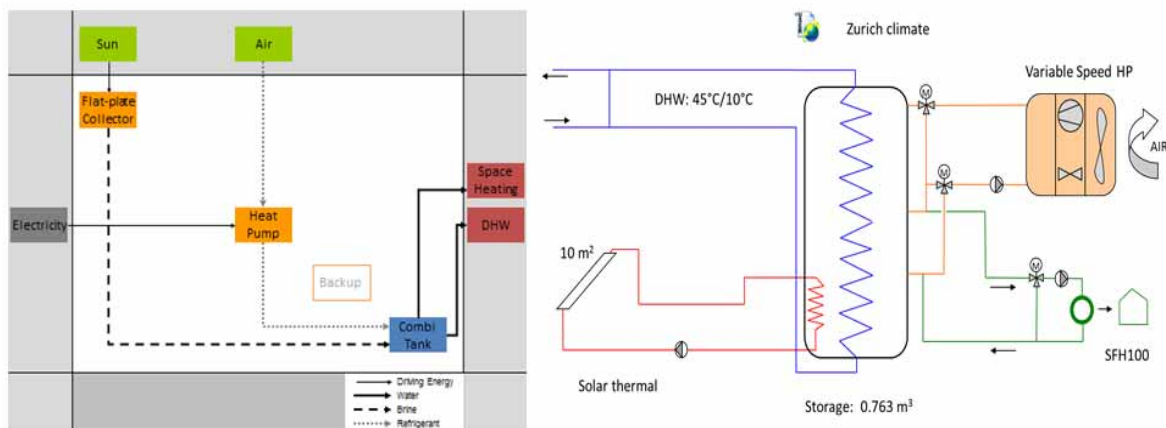 Sun
Air
Flat-plate
Collector
Space
Heating
Electricity
Heat
Pump
DHW
Backup
Combi
Tank
Driving Energy
Water
Brine
Refrigerant
Zurich climate
Variable Speed HP
DHW: 45°C/10°C
M
AIR
M
10 m²
M
SFH100
Solar thermal
Storage: 0.763 m³